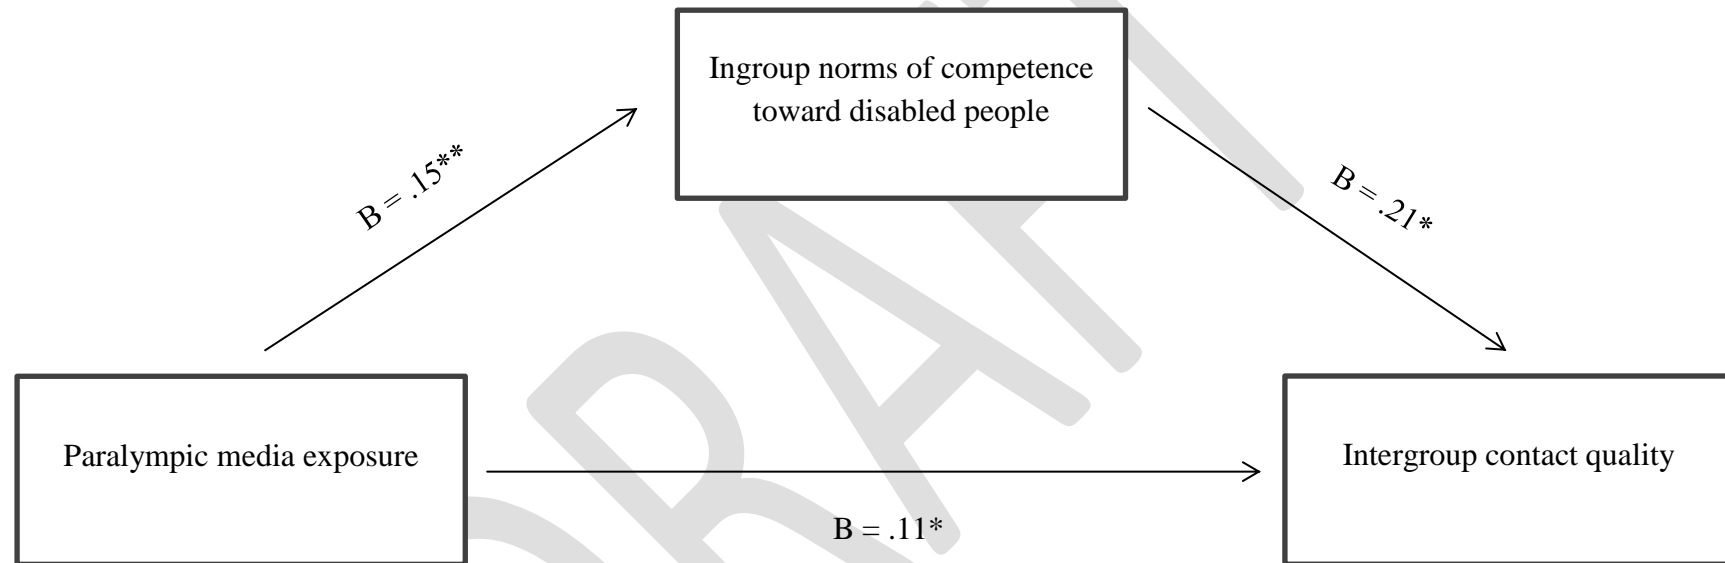 Ingroup norms of competence
toward disabled people
B = .15**
B = .21*
Paralympic media exposure
Intergroup contact quality
B = .11*
DRAFT